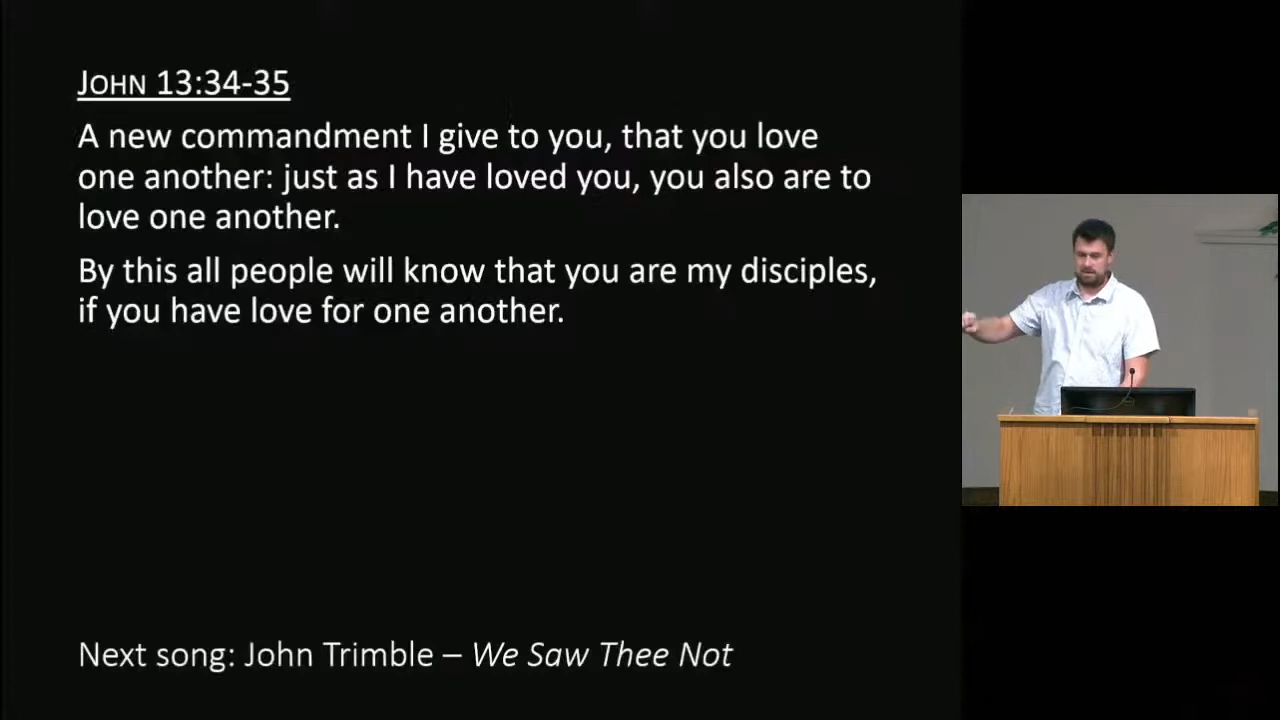 JOHN 13:34-35
A new commandment I give to you, that you love
one another: just as I have loved you, you also are to
love one another.
By this all people will know that you are my disciples,
if you have love for one another.
Next song: John Trimble – We Saw Thee Not